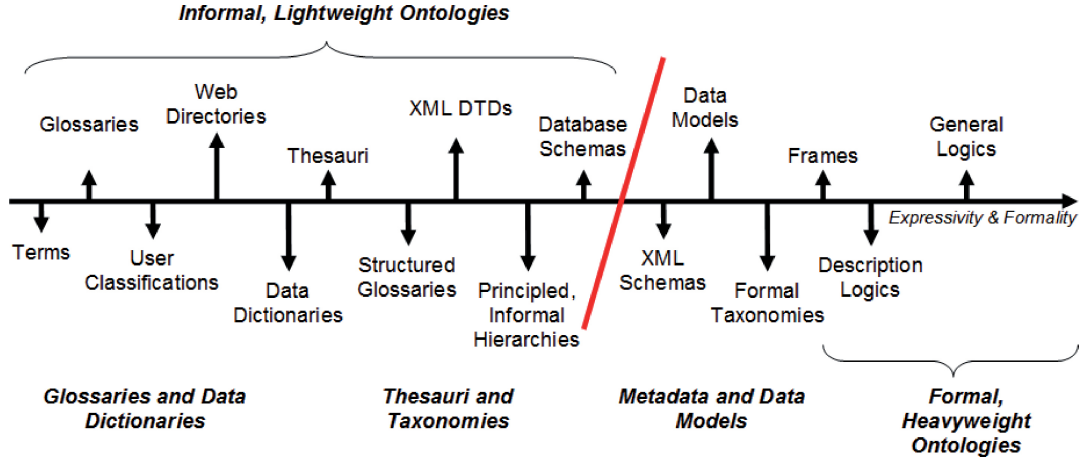 Informal, Lightweight Ontologies
Web
Directories
XML DTDs
Data
Models
Glossaries
Database
Schemas
General
Logics
Thesauri
Frames
Expressivity & Formality
Terms
User
Classifications
Structured
Glossaries
XML
Schemas
Description
Logics
Data
Dictionaries
Principled,
Informal
Hierarchies
Formal
Taxonomies
Glossaries and Data
Dictionaries
Thesauri and
Taxonomies
Metadata and Data
Models
Formal,
Heavyweight
Ontologies